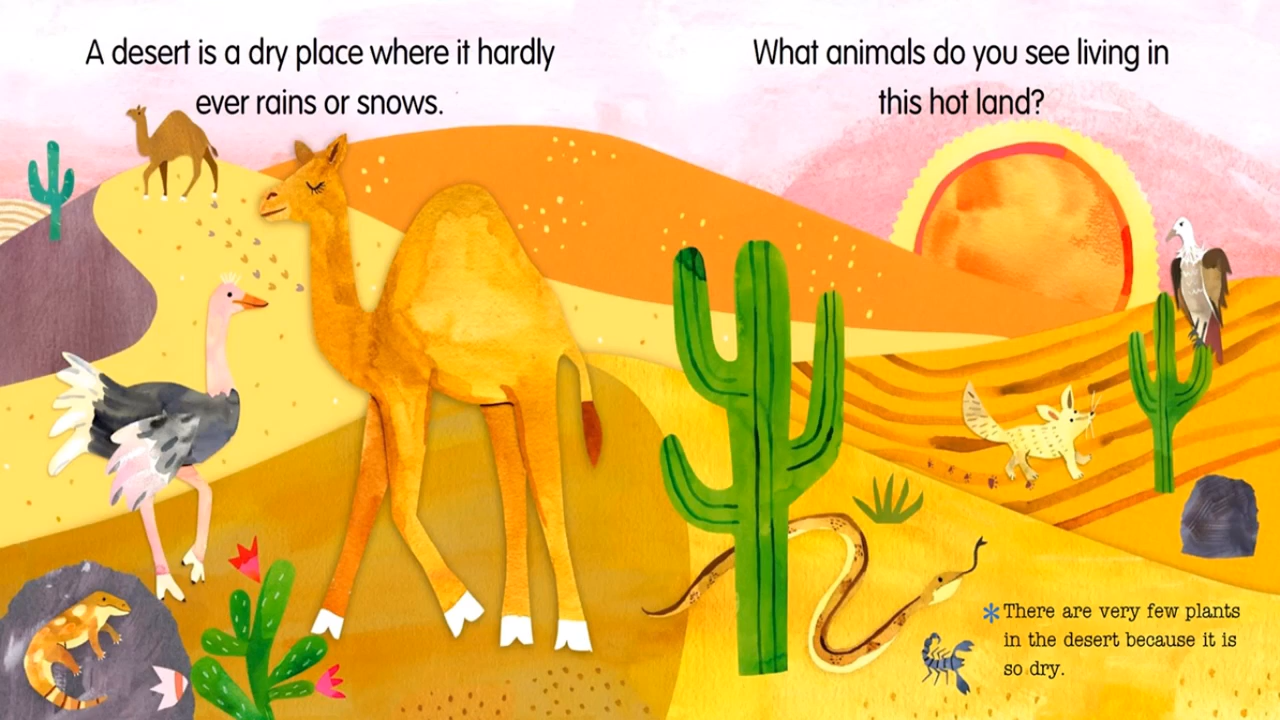 A desert is a dry place where it hardly
ever rains or snows.
What animals do you see living in
this hot land?
*There are very few plants
in the desert because it is
so dry.